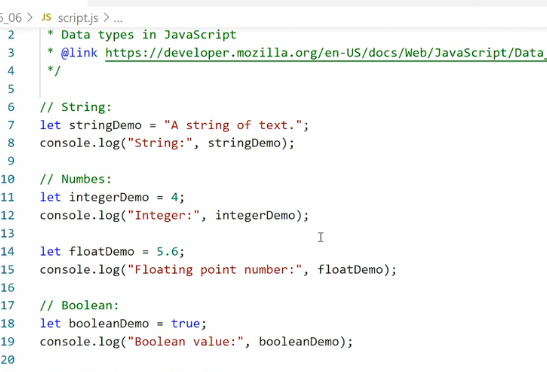 5_06 > JS script.js > ...
2 * Data types in JavaScript
3 * @link https://developer.mozilla.org/en-US/docs/Web/JavaScript/Data_
4 */
5
6 // String:
7 let stringDemo = "A string of text.";
8 console.log("String:", stringDemo);
9
10 // Numbes:
11 let integerDemo = 4;
12 console.log("Integer:", integerDemo);
13
14 let floatDemo = 5.6;
15 console.log("Floating point number:", floatDemo);
16
17 // Boolean:
18 let booleanDemo = true;
19 console.log("Boolean value:", booleanDemo);
20